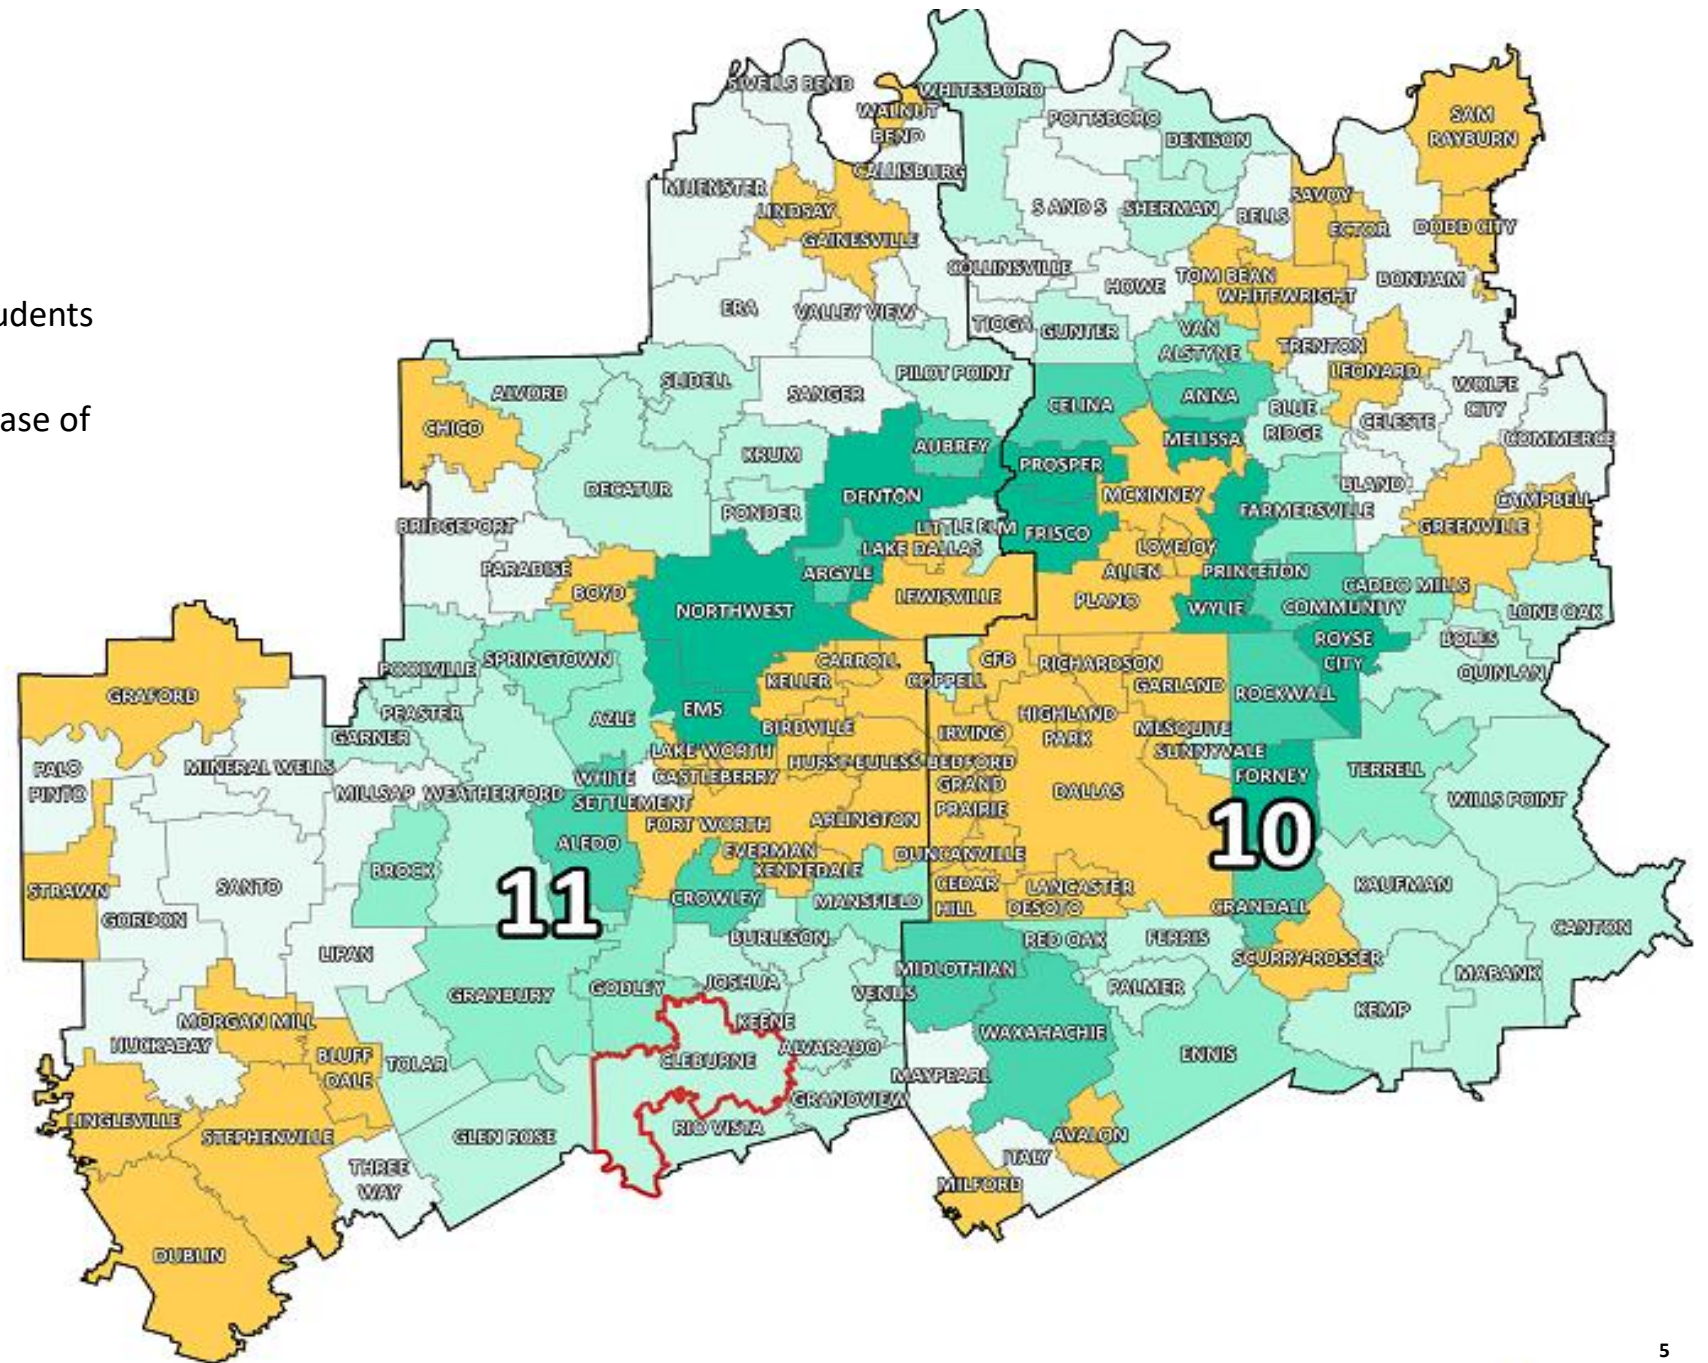 udents
ase of
SIVELLS BEND
WHITESBORO
WALNUT
BEND
POTTSBORO
SAM
RAYBURN
DENISON
CALLISBURG
MUENSTER
LINDSAY
S AND S
SHERMAN
BELLS
SAVOY
GAINESVILLE
ECTOR
DODD CITY
COLLINSVILLE
HOWE
TOM BEAN
BONHAM
WHITEWRIGHT
ERA
VALLEY VIEW
TIOGA
GUNTER
VAN
ALSTYNE
TRENTON
PILOT POINT
LEONARD
SLIDELL
ALVORD
SANGER
WOLFE
CITY
CELINA
ANNA
BLUE
RIDGE
CHICO
CELESTE
COMMERCE
AUBREY
MELISSA
KRUM
PROSPER
DECATUR
DENTON
MCKINNEY
BLAND
CAMPBELL
PONDER
FARMERSVILLE
BRIDGEPORT
LITTLE ELM
FRISCO
GREENVILLE
LAKE DALLAS
LOVEJOY
PARADISE
ARGYLE
ALLEN
PRINCETON
CADDO MILLS
BOYD
LEWISVILLE
PLANO
WYLIE
COMMUNITY
LONE OAK
NORTHWEST
ROYSE
CITY
BOLES
POOLVILLE
SPRINGTOWN
CARROLL
CFB
RICHARDSON
QUINLAN
KELLER
COPPELL
GARLAND
ROCKWALL
GRAFORD
PEASTER
AZLE
EMS
BIRDVILLE
HIGHLAND
PARK
IRVING
MESQUITE
GARNER
LAKE WORTH
SUNNYVALE
PALO
PINTO
MINERAL WELLS
HURST-EULESS-BEDFORD
WHITE
SETTLEMENT
CASTLEBERRY
FORNEY
TERRELL
GRAND
PRAIRIE
MILLSAP
WEATHERFORD
DALLAS
WILLS POINT
FORT WORTH
ARLINGTON
10
ALEDO
EVERMAN
DUNCANVILLE
BROCK
KENNEDALE
STRAWN
SANTO
11
CEDAR
HILL
LANCASTER
KAUFMAN
CROWLEY
MANSFIELD
DESOTO
CRANDALL
GORDON
CANTON
BURLESON
RED OAK
FERRIS
LIPAN
SCURRY-ROSSER
MIDLOTHIAN
MABANK
GRANBURY
GODLEY
JOSHUA
VENUS
PALMER
KEMP
MORGAN MILL
KEENE
WAXAHACHIE
HUCKABAY
BLUFF
DALE
TOLAR
CLEBURNE
ALVARADO
ENNIS
MAYPEARL
GRANDVIEW
LINGLEVILLE
STEPHENVILLE
GLEN ROSE
RIO VISTA
AVALON
ITALY
THREE
WAY
MILFORD
DUBLIN
5